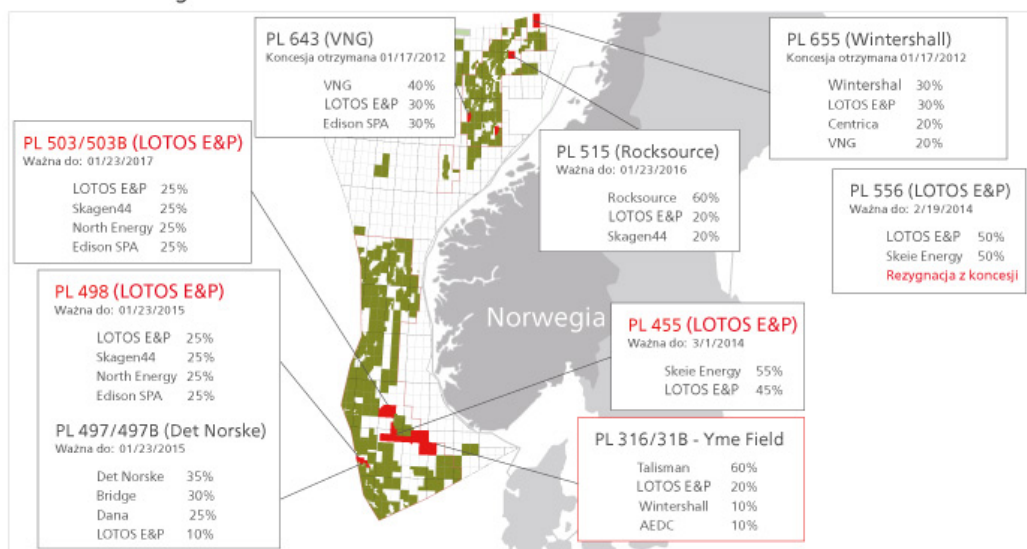 PL 643 (VNG)
Koncesja otrzymana 01/17/2012
VNG 40%
LOTOS E&P 30%
Edison SPA 30%
PL 655 (Wintershall)
Koncesja otrzymana 01/17/2012
Wintershal 30%
LOTOS E&P 30%
Centrica 20%
VNG 20%
PL 503/503B (LOTOS E&P)
Ważna do: 01/23/2017
LOTOS E&P 25%
Skagen44 25%
North Energy 25%
Edison SPA 25%
PL 515 (Rocksource)
Ważna do: 01/23/2016
Rocksource 60%
LOTOS E&P 20%
Skagen44 20%
PL 556 (LOTOS E&P)
Ważna do: 2/19/2014
LOTOS E&P 50%
Skeie Energy 50%
Rezygnacja z koncesji
PL 498 (LOTOS E&P)
Ważna do: 01/23/2015
LOTOS E&P 25%
Skagen44 25%
North Energy 25%
Edison SPA 25%
PL 497/497B (Det Norske)
Ważna do: 01/23/2015
Det Norske 35%
Bridge 30%
Dana 25%
LOTOS E&P 10%
Norwegia
PL 455 (LOTOS E&P)
Ważna do: 3/1/2014
Skeie Energy 55%
LOTOS E&P 45%
PL 316/31B - Yme Field
Talisman 60%
LOTOS E&P 20%
Wintershall 10%
AEDC 10%